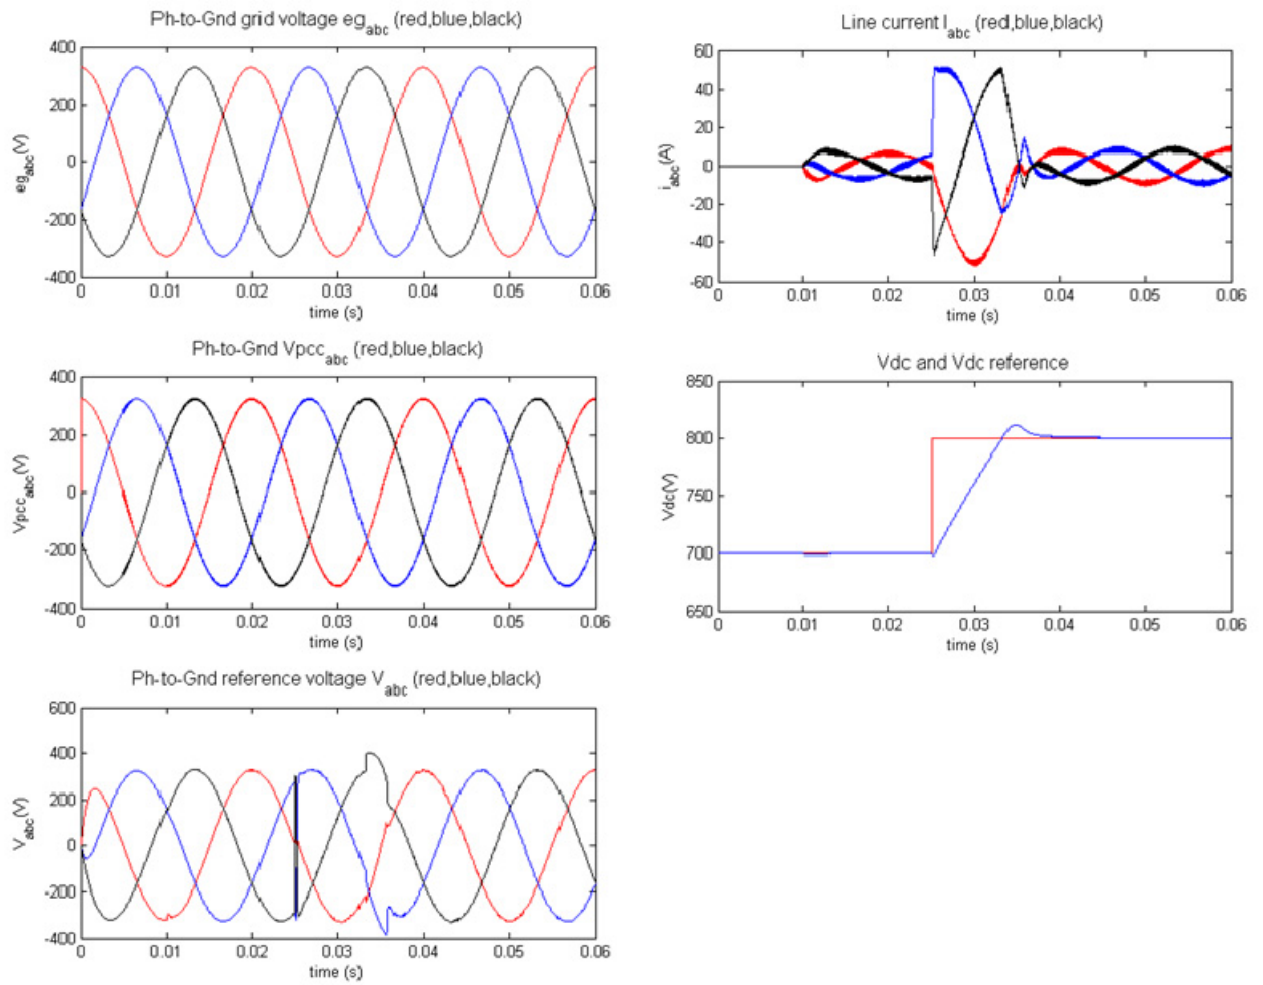 Ph-to-Gnd grid voltage eg_abc (red,blue,black)
400
200
0
-200
-400
eg_abc(V)
0 0.01 0.02 0.03 0.04 0.05 0.06
time (s)
Ph-to-Gnd Vpcc_abc (red,blue,black)
400
200
0
-200
-400
Vpcc_abc(V)
0 0.01 0.02 0.03 0.04 0.05 0.06
time (s)
Ph-to-Gnd reference voltage V_abc (red,blue,black)
600
400
200
0
-200
-400
V_abc(V)
0 0.01 0.02 0.03 0.04 0.05 0.06
time (s)
Line current I_abc (red,blue,black)
60
40
20
0
-20
-40
-60
i_abc(A)
0 0.01 0.02 0.03 0.04 0.05 0.06
time (s)
Vdc and Vdc reference
850
800
750
700
650
Vdc(V)
0 0.01 0.02 0.03 0.04 0.05 0.06
time (s)